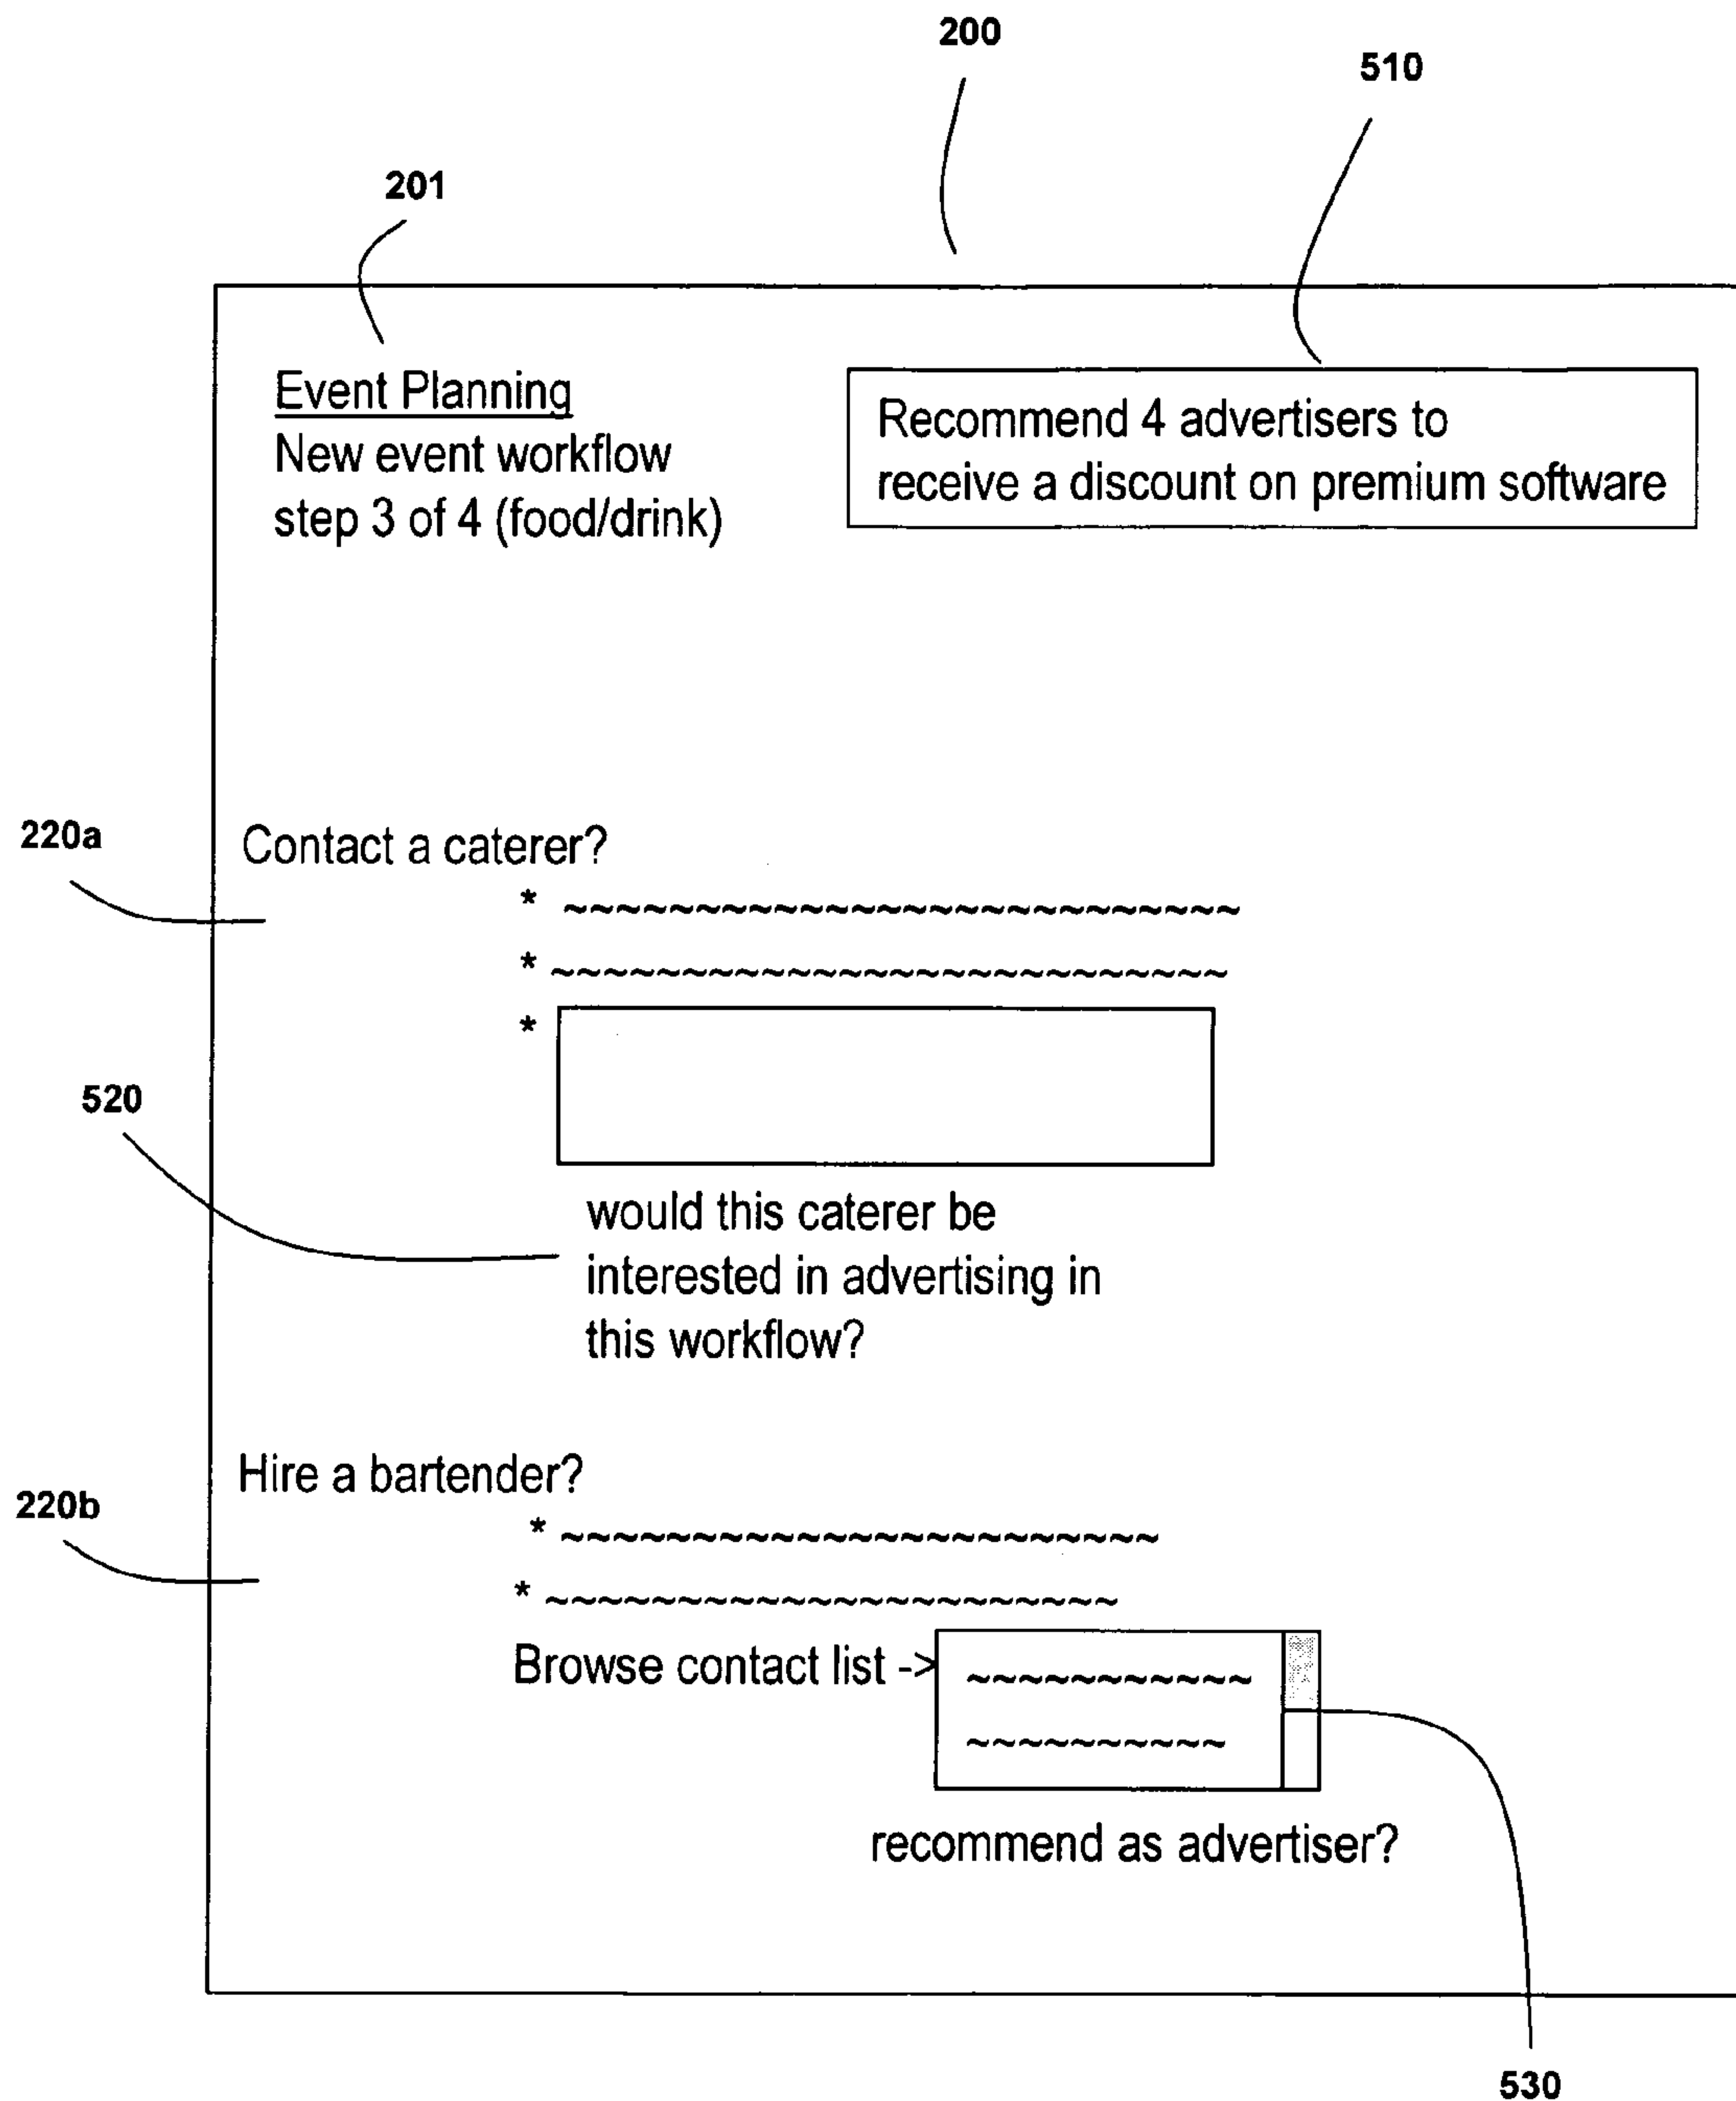 200
510
201
Event Planning
New event workflow
step 3 of 4 (food/drink)
Recommend 4 advertisers to
receive a discount on premium software
220a
Contact a caterer?
* ~~~~~~~~~~~~~~~~~~~~~~~~~~
* ~~~~~~~~~~~~~~~~~~~~~~~~~~
*
520
would this caterer be
interested in advertising in
this workflow?
Hire a bartender?
220b
* ~~~~~~~~~~~~~~~~~~~~~~~
* ~~~~~~~~~~~~~~~~~~~~~~
Browse contact list ->
~~~~~~~~~~~
~~~~~~~~~~
recommend as advertiser?
530